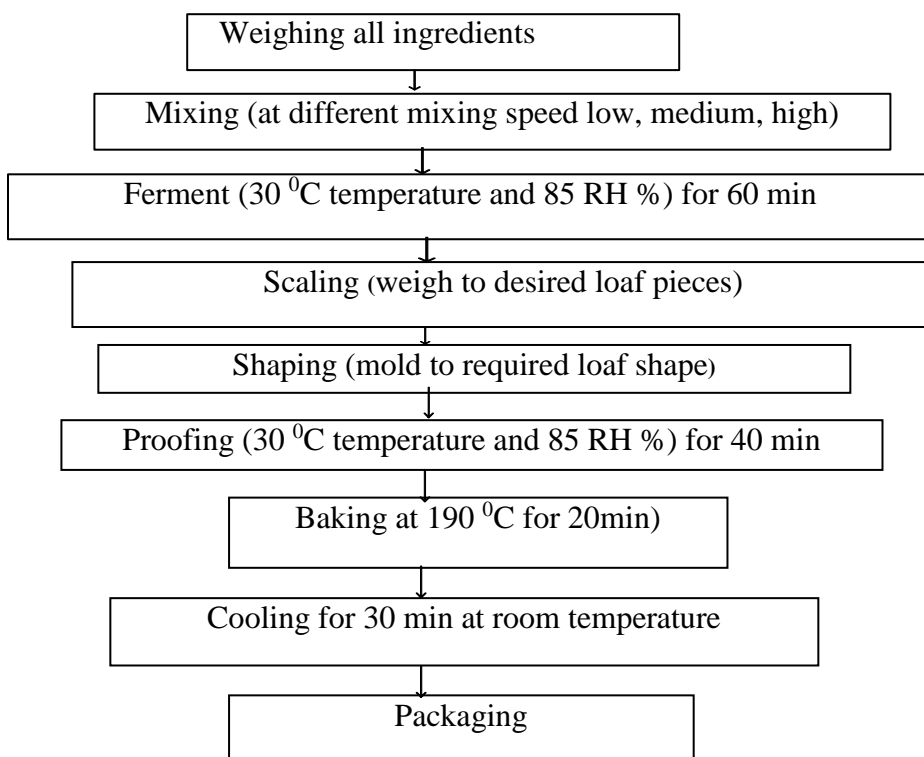 Weighing all ingredients
Mixing (at different mixing speed low, medium, high)
Ferment (30 ⁰C temperature and 85 RH %) for 60 min
Scaling (weigh to desired loaf pieces)
Shaping (mold to required loaf shape)
Proofing (30 ⁰C temperature and 85 RH %) for 40 min
Baking at 190 ⁰C for 20min)
Cooling for 30 min at room temperature
Packaging